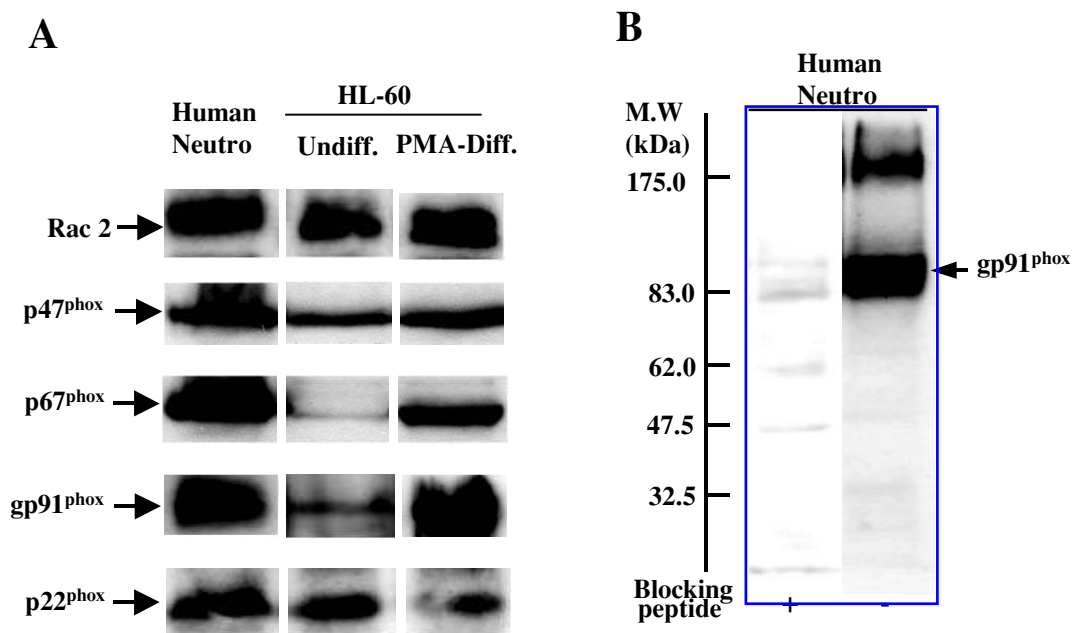 A
Human
Neutro
HL-60
Undiff.
PMA-Diff.
Rac 2
p47phox
p67phox
gp91phox
p22phox
B
Human
Neutro
M.W
(kDa)
175.0
83.0
62.0
47.5
32.5
gp91phox
Blocking
peptide
+ -